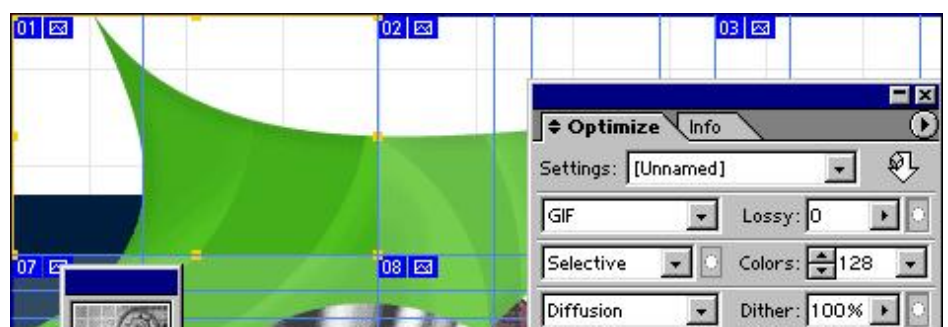 01 02 03
Optimize Info
Settings: [Unnamed]
GIF Lossy: 0
07 08 Selective Colors: 128
Diffusion Dither: 100%